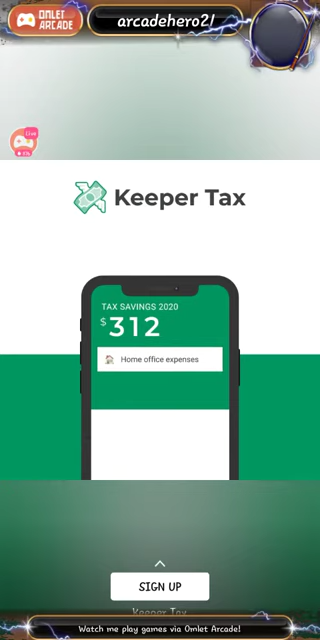 OMLET
ARCADE
arcadehero21
Live
Keeper Tax
TAX SAVINGS 2020
$312
Home office expenses
SIGN UP
Keeper Tax
Watch me play games via Omlet Arcade!